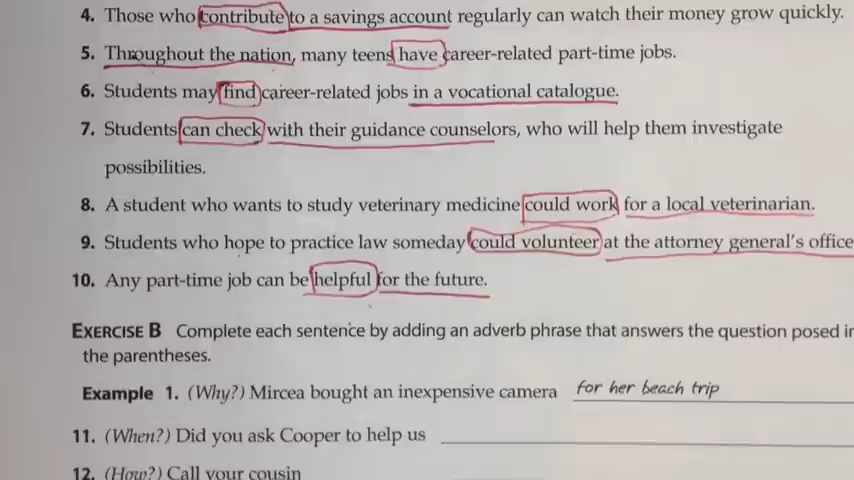 4. Those who contribute to a savings account regularly can watch their money grow quickly.
5. Throughout the nation, many teens have career-related part-time jobs.
6. Students may find career-related jobs in a vocational catalogue.
7. Students can check with their guidance counselors, who will help them investigate
possibilities.
8. A student who wants to study veterinary medicine could work for a local veterinarian.
9. Students who hope to practice law someday could volunteer at the attorney general's office
10. Any part-time job can be helpful for the future.
EXERCISE B Complete each sentence by adding an adverb phrase that answers the question posed in
the parentheses.
Example 1. (Why?) Mircea bought an inexpensive camera for her beach trip
11. (When?) Did you ask Cooper to help us
12. (How?) Call your cousin